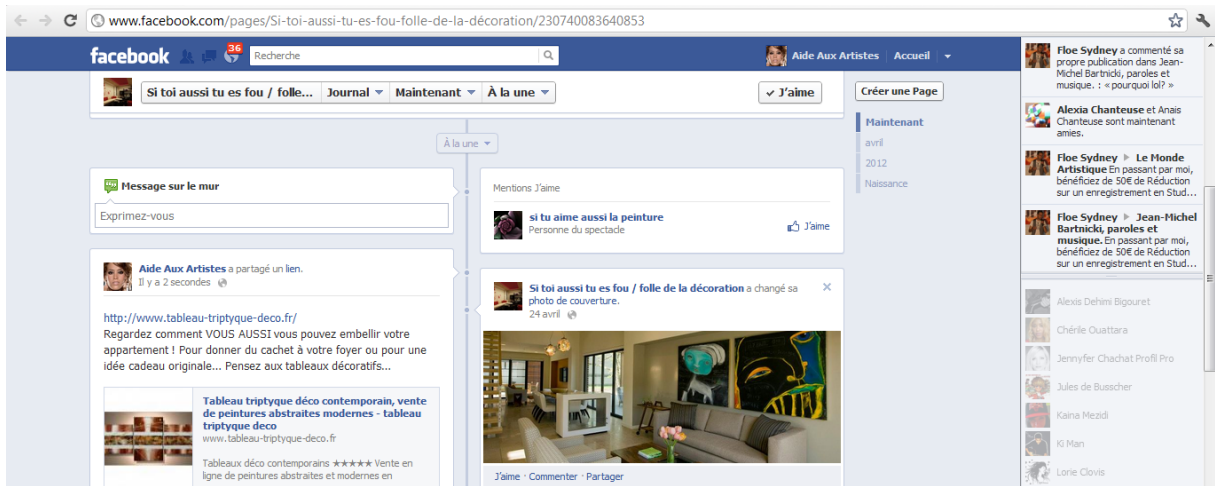 www.facebook.com/pages/Si-toi-aussi-tu-es-fou-folle-de-la-décoration/230740083640853
facebook
36
Recherche
Aide Aux Artistes
Accueil
Si toi aussi tu es fou / folle...
Journal
Maintenant
À la une
✓ J'aime
Créer une Page
Maintenant
avril
2012
Naissance
À la une
Message sur le mur
Exprimez-vous
Aide Aux Artistes a partagé un lien.
Il y a 2 secondes
http://www.tableau-triptyque-deco.fr/
Regardez comment VOUS AUSSI vous pouvez embellir votre
appartement ! Pour donner du cachet à votre foyer ou pour une
idée cadeau originale... Pensez aux tableaux décoratifs...
Tableau triptyque déco contemporain, vente
de peintures abstraites modernes - tableau
triptyque deco
www.tableau-triptyque-deco.fr
Tableaux déco contemporains ★★★★★ Vente en
ligne de peintures abstraites et modernes en
Mentions J'aime
si tu aime aussi la peinture
Personne du spectacle
J'aime
Si toi aussi tu es fou / folle de la décoration a changé sa
photo de couverture.
24 avril
J'aime · Commenter · Partager
Floe Sydney a commenté sa
propre publication dans Jean-
Michel Bartnicki, paroles et
musique. : « pourquoi lol? »
Alexia Chanteuse et Anais
Chanteuse sont maintenant
amies.
Floe Sydney ▶ Le Monde
Artistique En passant par moi,
bénéficiez de 50€ de Réduction
sur un enregistrement en Stud...
Floe Sydney ▶ Jean-Michel
Bartnicki, paroles et
musique. En passant par moi,
bénéficiez de 50€ de Réduction
sur un enregistrement en Stud...
Alexis Dehimi Bigouret
Chérile Ouattara
Jennyfer Chachat Profil Pro
Jules de Busscher
Kaina Mezidi
Ki Man
Lorie Clovis